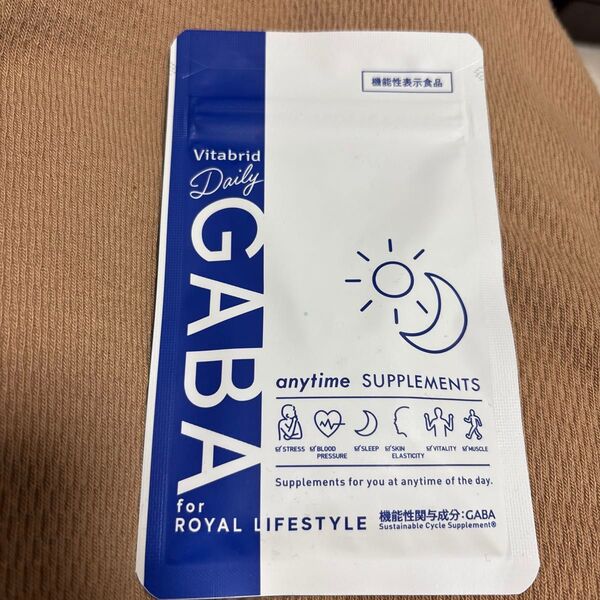 機能性表示食品
Vitabrid
Daily
GABA
for
ROYAL LIFESTYLE
anytime SUPPLEMENTS
☑STRESS ☑BLOOD PRESSURE ☑SLEEP ☑SKIN ELASTICITY ☑VITALITY ☑MUSCLE
Supplements for you at anytime of the day.
機能性関与成分:GABA
Sustainable Cycle Supplement®